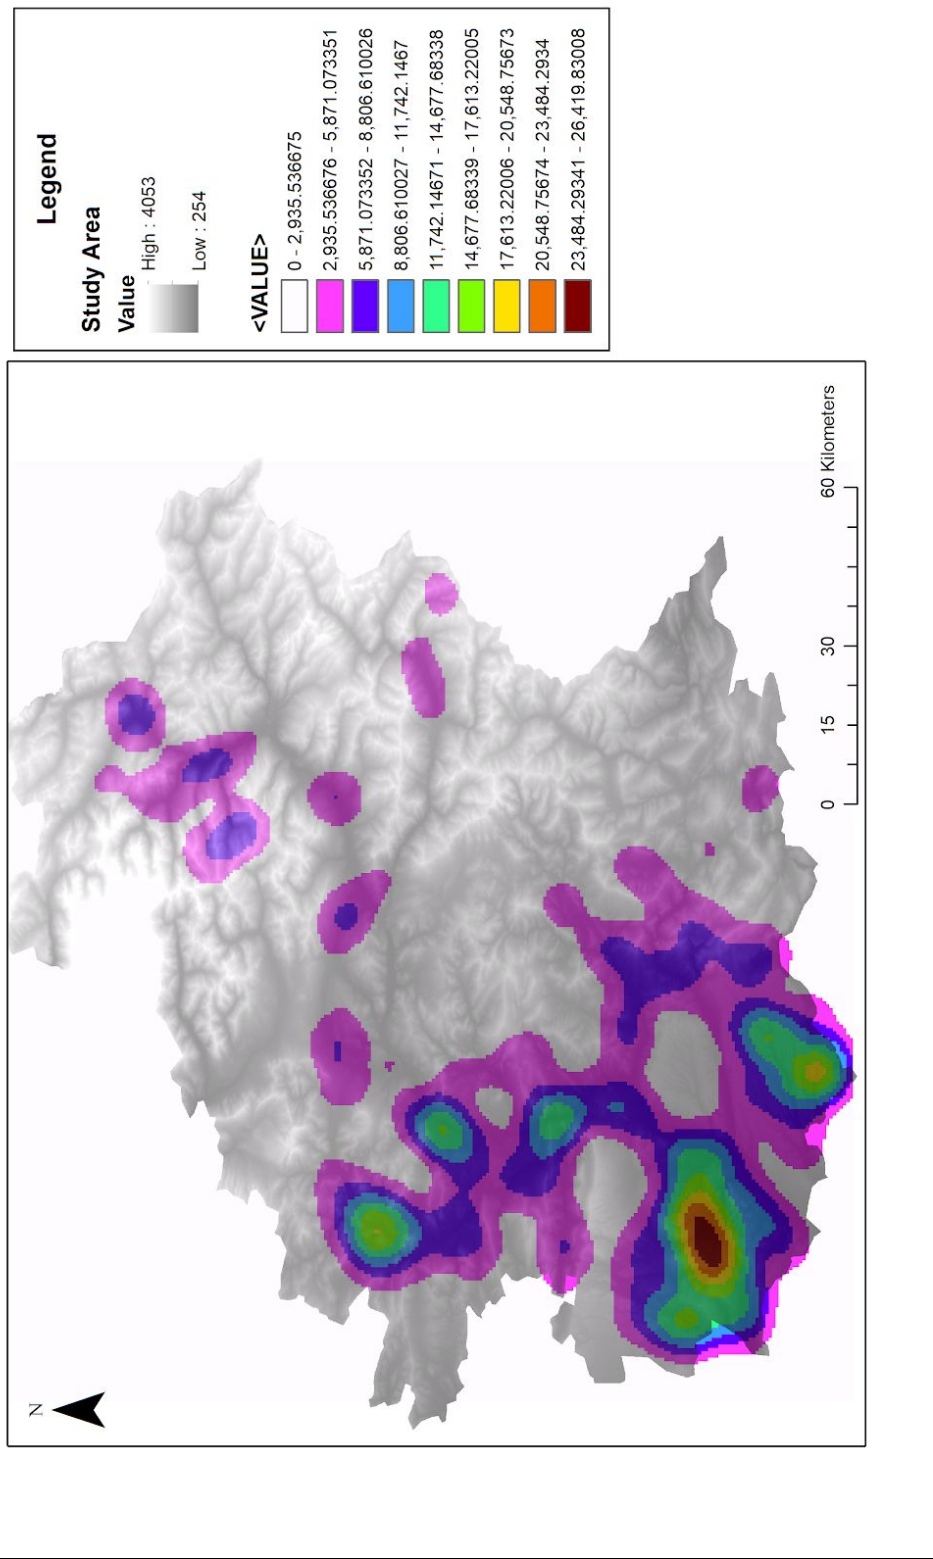 Legend
Study Area
Value
High : 4053
Low : 254
<VALUE>
0 - 2,935.536675
2,935.536676 - 5,871.073351
5,871.073352 - 8,806.610026
8,806.610027 - 11,742.1467
11,742.14671 - 14,677.68338
14,677.68339 - 17,613.22005
17,613.22006 - 20,548.75673
20,548.75674 - 23,484.2934
23,484.29341 - 26,419.83008
N
0 15 30 60 Kilometers